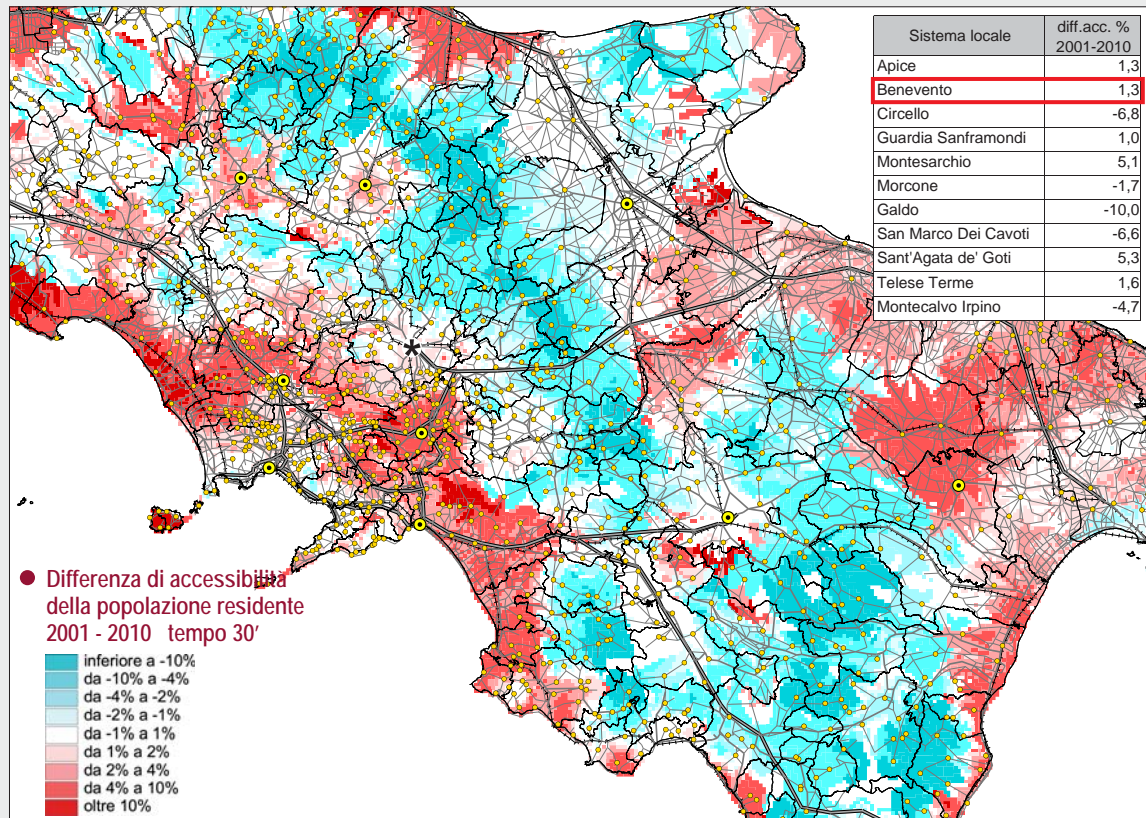 Sistema locale diff.acc. % 2001-2010
Apice 1,3
Benevento 1,3
Circello -6,8
Guardia Sanframondi 1,0
Montesarchio 5,1
Morcone -1,7
Galdo -10,0
San Marco Dei Cavoti -6,6
Sant'Agata de' Goti 5,3
Telese Terme 1,6
Montecalvo Irpino -4,7
*
● Differenza di accessibilità
della popolazione residente
2001 - 2010 tempo 30'
inferiore a -10%
da -10% a -4%
da -4% a -2%
da -2% a -1%
da -1% a 1%
da 1% a 2%
da 2% a 4%
da 4% a 10%
oltre 10%